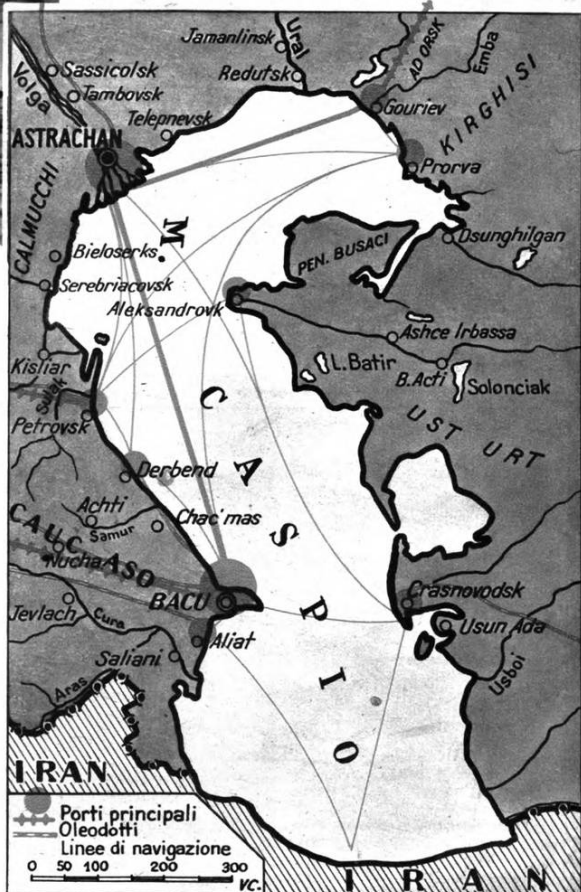 Jamanlinsk
Ural
AD ORSK
Emba
Sassicolsk
Redutsk
Volga
Tambovsk
Telepnevsk
Gouriev
KIRGHISI
ASTRACHAN
Prorva
CALMUCCHI
M.
Dsunghilgan
Bieloserks
PEN. BUSACI
Serebriacovsk
Aleksandrovk
Ashce Irbassa
Kisliar
L. Batir
B. Acti
Solonciak
Sulak
Petrovsk
CASPIO
UST URT
Derbend
Achti
Samur
Chac'mas
CAUCASO
Nucha
BACU
Crasnovodsk
Jevlach
Cura
Aliat
Usun Ada
Saliani
Usboi
Aras
IRAN
Porti principali
Oleodotti
Linee di navigazione
0 50 100 200 300
VC.
IRAN